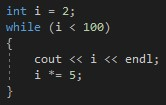 int i = 2;
while (i < 100)
{
    cout << i << endl;
    i *= 5;
}